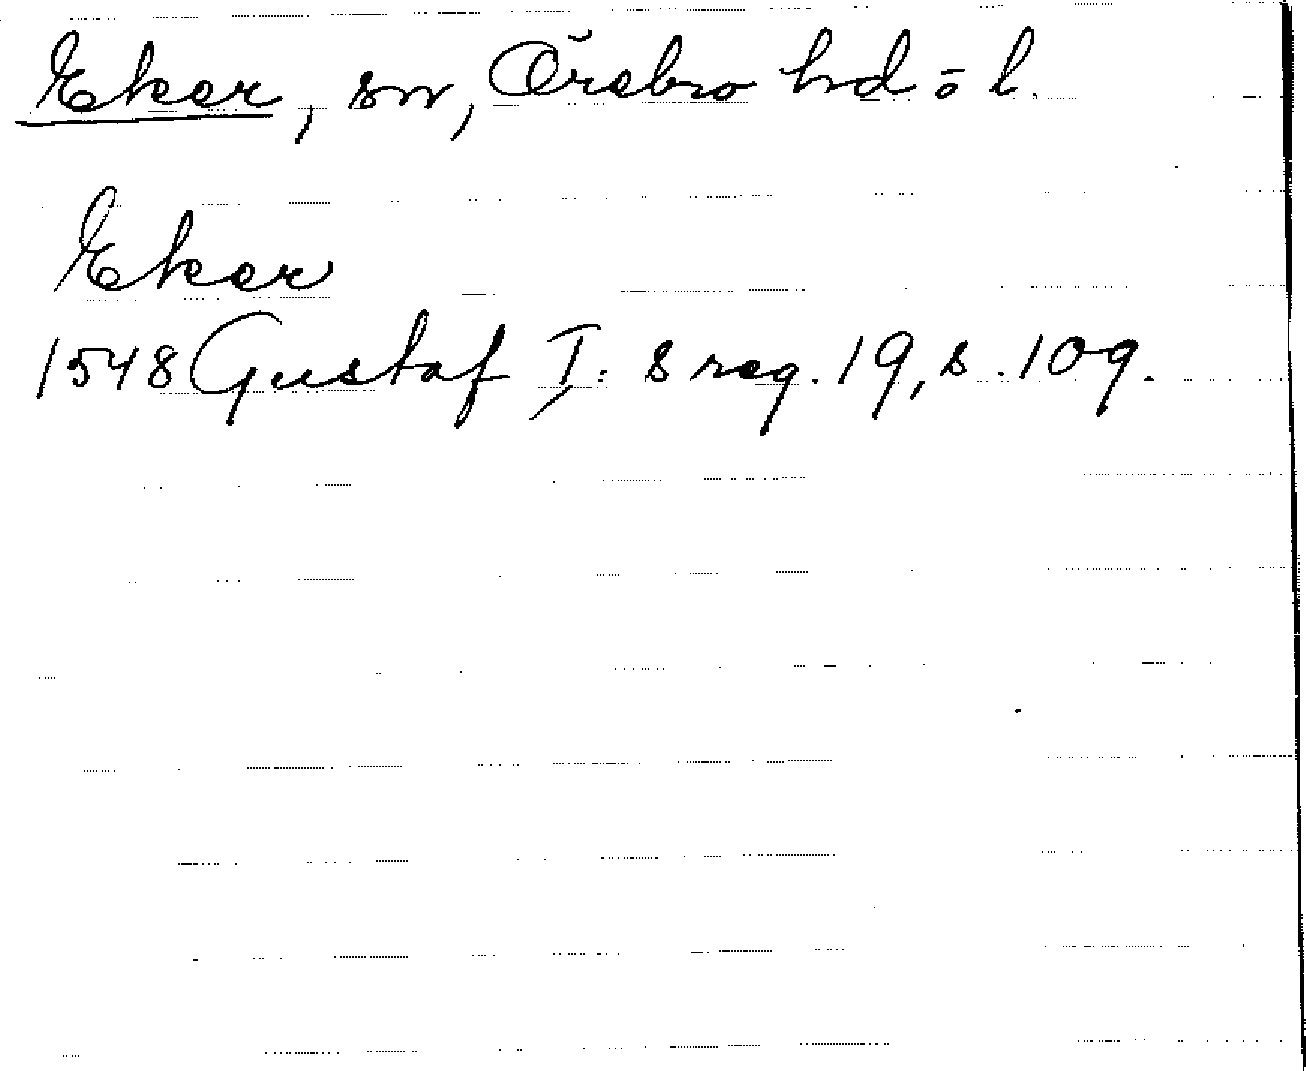 Eker, sn, Örebro hd o l.
Eker
1548 Gustaf I: s reg. 19, s. 109.